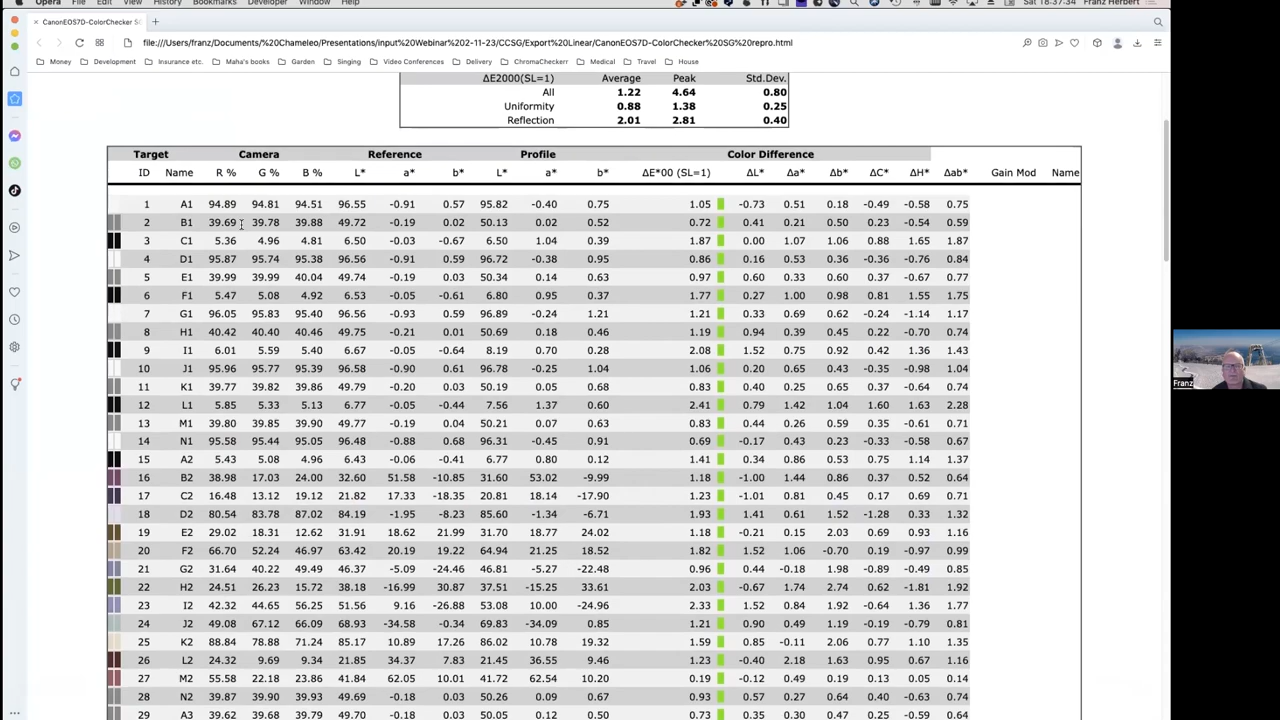 Opera File Edit View History Bookmarks Developer Window Help Sat 18:37:34 Franz Herbert
CanonEOS7D-ColorChecker S
file:///Users/franz/Documents/%20Chameleo/Presentations/input%20Webinar%202-11-23/CCSG/Export%20Linear/CanonEOS7D-ColorChecker%20SG%20repro.html
Money Development Insurance etc. Maha's books Garden Singing Video Conferences Delivery ChromaCheckerr Medical Travel House
ΔE2000(SL=1) Average Peak Std.Dev.
All 1.22 4.64 0.80
Uniformity 0.88 1.38 0.25
Reflection 2.01 2.81 0.40
Target Camera Reference Profile Color Difference
ID Name R % G % B % L* a* b* L* a* b* ΔE*00 (SL=1) ΔL* Δa* Δb* ΔC* ΔH* Δab* Gain Mod Name
1 A1 94.89 94.81 94.51 96.55 -0.91 0.57 95.82 -0.40 0.75 1.05 -0.73 0.51 0.18 -0.49 -0.58 0.75
2 B1 39.69 39.78 39.88 49.72 -0.19 0.02 50.13 0.02 0.52 0.72 0.41 0.21 0.50 0.23 -0.54 0.59
3 C1 5.36 4.96 4.81 6.50 -0.03 -0.67 6.50 1.04 0.39 1.87 0.00 1.07 1.06 0.88 1.65 1.87
4 D1 95.87 95.74 95.38 96.56 -0.91 0.59 96.72 -0.38 0.95 0.86 0.16 0.53 0.36 -0.36 -0.76 0.84
5 E1 39.99 39.99 40.04 49.74 -0.19 0.03 50.34 0.14 0.63 0.97 0.60 0.33 0.60 0.37 -0.67 0.77
6 F1 5.47 5.08 4.92 6.53 -0.05 -0.61 6.80 0.95 0.37 1.77 0.27 1.00 0.98 0.81 1.55 1.75
7 G1 96.05 95.83 95.40 96.56 -0.93 0.59 96.89 -0.24 1.21 1.21 0.33 0.69 0.62 -0.24 -1.14 1.17
8 H1 40.42 40.40 40.46 49.75 -0.21 0.01 50.69 0.18 0.46 1.19 0.94 0.39 0.45 0.22 -0.70 0.74
9 I1 6.01 5.59 5.40 6.67 -0.05 -0.64 8.19 0.70 0.28 2.08 1.52 0.75 0.92 0.42 1.36 1.43
10 J1 95.96 95.77 95.39 96.58 -0.90 0.61 96.78 -0.25 1.04 1.06 0.20 0.65 0.43 -0.35 -0.98 1.04
11 K1 39.77 39.82 39.86 49.79 -0.20 0.03 50.19 0.05 0.68 0.83 0.40 0.25 0.65 0.37 -0.64 0.74
12 L1 5.85 5.33 5.13 6.77 -0.05 -0.44 7.56 1.37 0.60 2.41 0.79 1.42 1.04 1.60 1.63 2.28
13 M1 39.80 39.85 39.90 49.77 -0.19 0.04 50.21 0.07 0.63 0.83 0.44 0.26 0.59 0.35 -0.61 0.71
14 N1 95.58 95.44 95.05 96.48 -0.88 0.68 96.31 -0.45 0.91 0.69 -0.17 0.43 0.23 -0.33 -0.58 0.67
15 A2 5.43 5.08 4.96 6.43 -0.06 -0.41 6.77 0.80 0.12 1.41 0.34 0.86 0.53 0.75 1.14 1.37
16 B2 38.98 17.03 24.00 32.60 51.58 -10.85 31.60 53.02 -9.99 1.18 -1.00 1.44 0.86 0.37 0.52 0.64
17 C2 16.48 13.12 19.12 21.82 17.33 -18.35 20.81 18.14 -17.90 1.23 -1.01 0.81 0.45 0.17 0.69 0.71
18 D2 80.54 83.78 87.02 84.19 -1.95 -8.23 85.60 -1.34 -6.71 1.93 1.41 0.61 1.52 -1.28 0.33 1.32
19 E2 29.02 18.31 12.62 31.91 18.62 21.99 31.70 18.77 24.02 1.18 -0.21 0.15 2.03 0.69 0.93 1.16
20 F2 66.70 52.24 46.97 63.42 20.19 19.22 64.94 21.25 18.52 1.82 1.52 1.06 -0.70 0.19 -0.97 0.99
21 G2 31.64 40.22 49.49 46.37 -5.09 -24.46 46.81 -5.27 -22.48 0.96 0.44 -0.18 1.98 -0.89 -0.49 0.85
22 H2 24.51 26.23 15.72 38.18 -16.99 30.87 37.51 -15.25 33.61 2.03 -0.67 1.74 2.74 0.62 -1.81 1.92
23 I2 42.32 44.65 56.25 51.56 9.16 -26.88 53.08 10.00 -24.96 2.33 1.52 0.84 1.92 -0.64 1.36 1.77
24 J2 49.08 67.12 66.09 68.93 -34.58 -0.34 69.83 -34.09 0.85 1.21 0.90 0.49 1.19 -0.19 -0.79 0.81
25 K2 88.84 78.88 71.24 85.17 10.89 17.26 86.02 10.78 19.32 1.59 0.85 -0.11 2.06 0.77 1.10 1.35
26 L2 24.32 9.69 9.34 21.85 34.37 7.83 21.45 36.55 9.46 1.23 -0.40 2.18 1.63 0.95 0.67 1.16
27 M2 55.58 22.18 23.86 41.84 62.05 10.01 41.72 62.54 10.20 0.19 -0.12 0.49 0.19 0.13 0.05 0.14
28 N2 39.87 39.90 39.93 49.69 -0.18 0.03 50.26 0.09 0.67 0.93 0.57 0.27 0.64 0.40 -0.63 0.74
29 A3 39.62 39.68 39.79 49.70 -0.18 0.03 50.05 0.12 0.50 0.73 0.35 0.30 0.47 0.25 -0.59 0.64
Franz